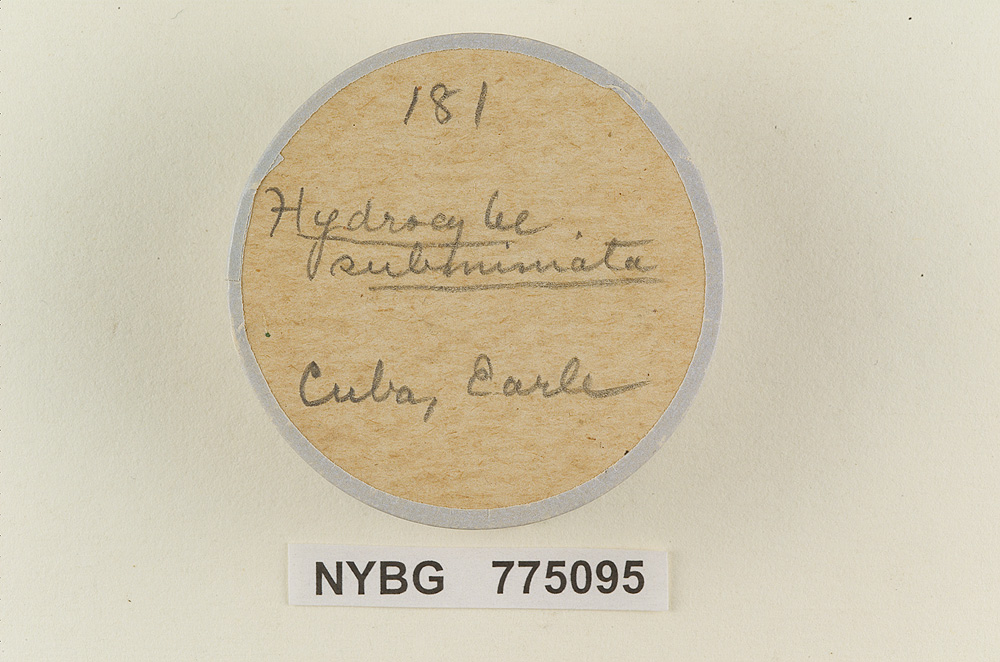 181
Hydrocybe
subminiata
Cuba, Earle
NYBG 775095